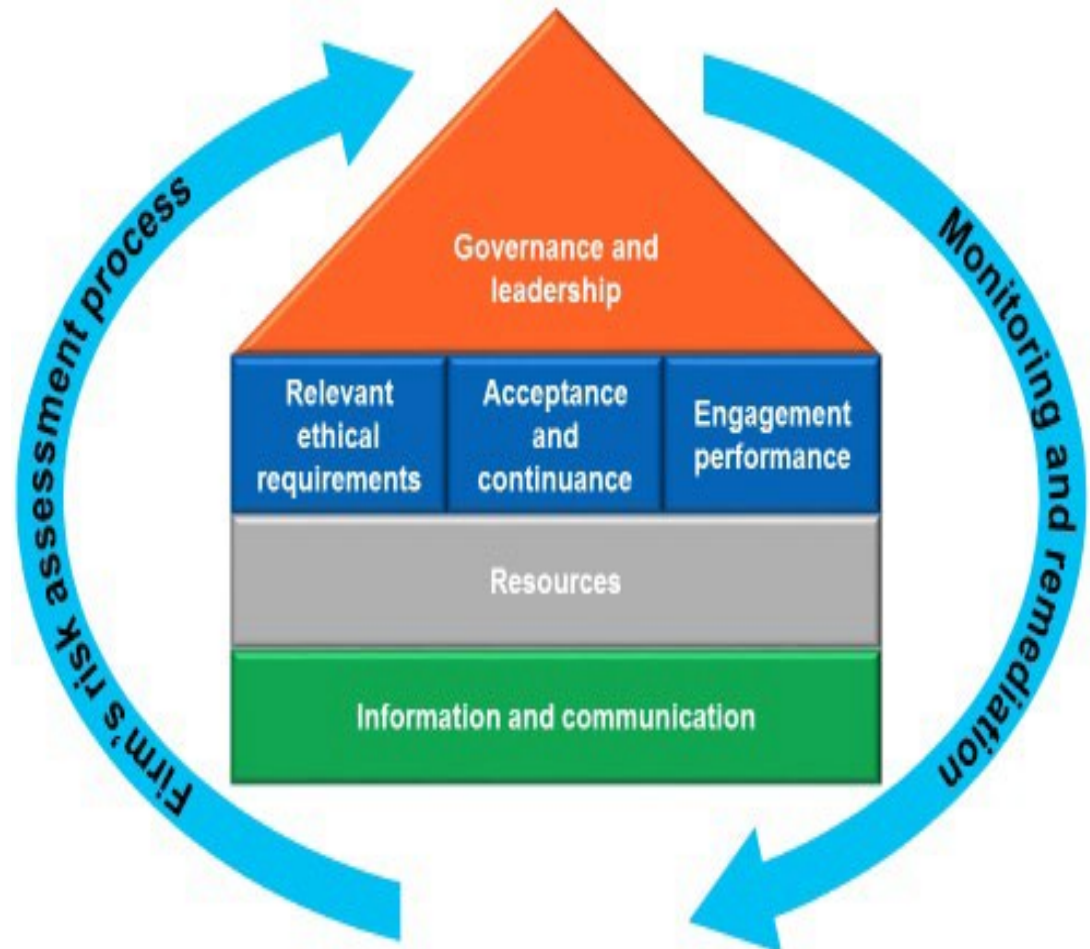 Governance and
leadership
Relevant
ethical
requirements
Acceptance
and
continuance
Engagement
performance
Resources
Information and communication
Firm's risk assessment process
Monitoring and remediation